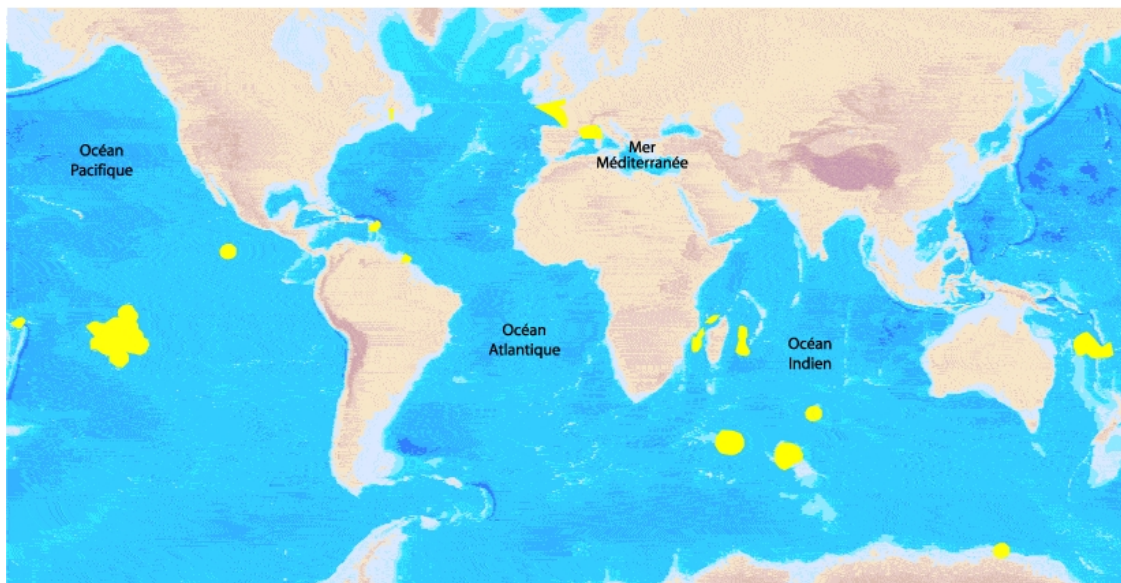 Océan
Pacifique
Mer
Méditerranée
Océan
Atlantique
Océan
Indien